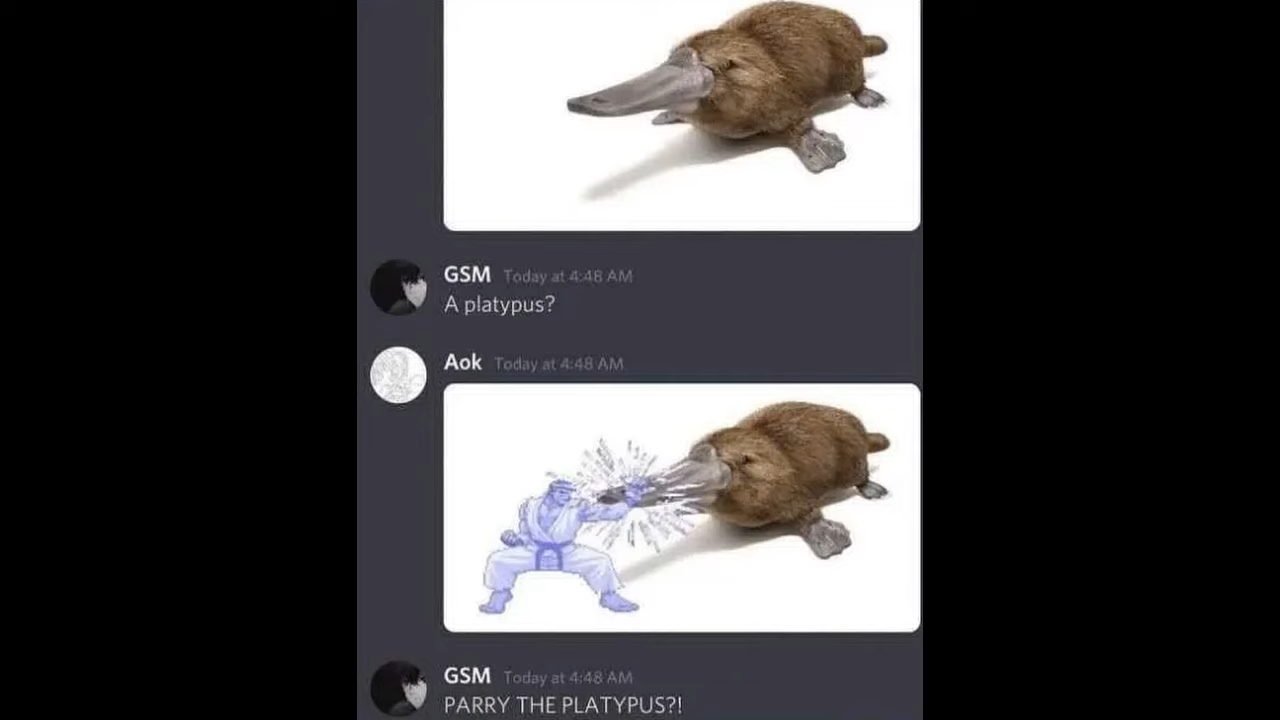 GSM Today at 4:48 AM
A platypus?
Aok Today at 4:48 AM
GSM Today at 4:48 AM
PARRY THE PLATYPUS?!